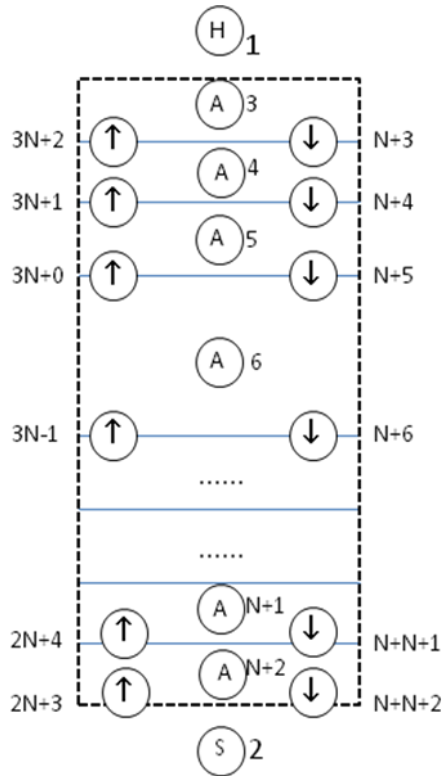 H 1
A 3
3N+2 ↑ ↓ N+3
A 4
3N+1 ↑ ↓ N+4
A 5
3N+0 ↑ ↓ N+5
A 6
3N-1 ↑ ↓ N+6
......
......
A N+1
2N+4 ↑ ↓ N+N+1
A N+2
2N+3 ↑ ↓ N+N+2
S 2